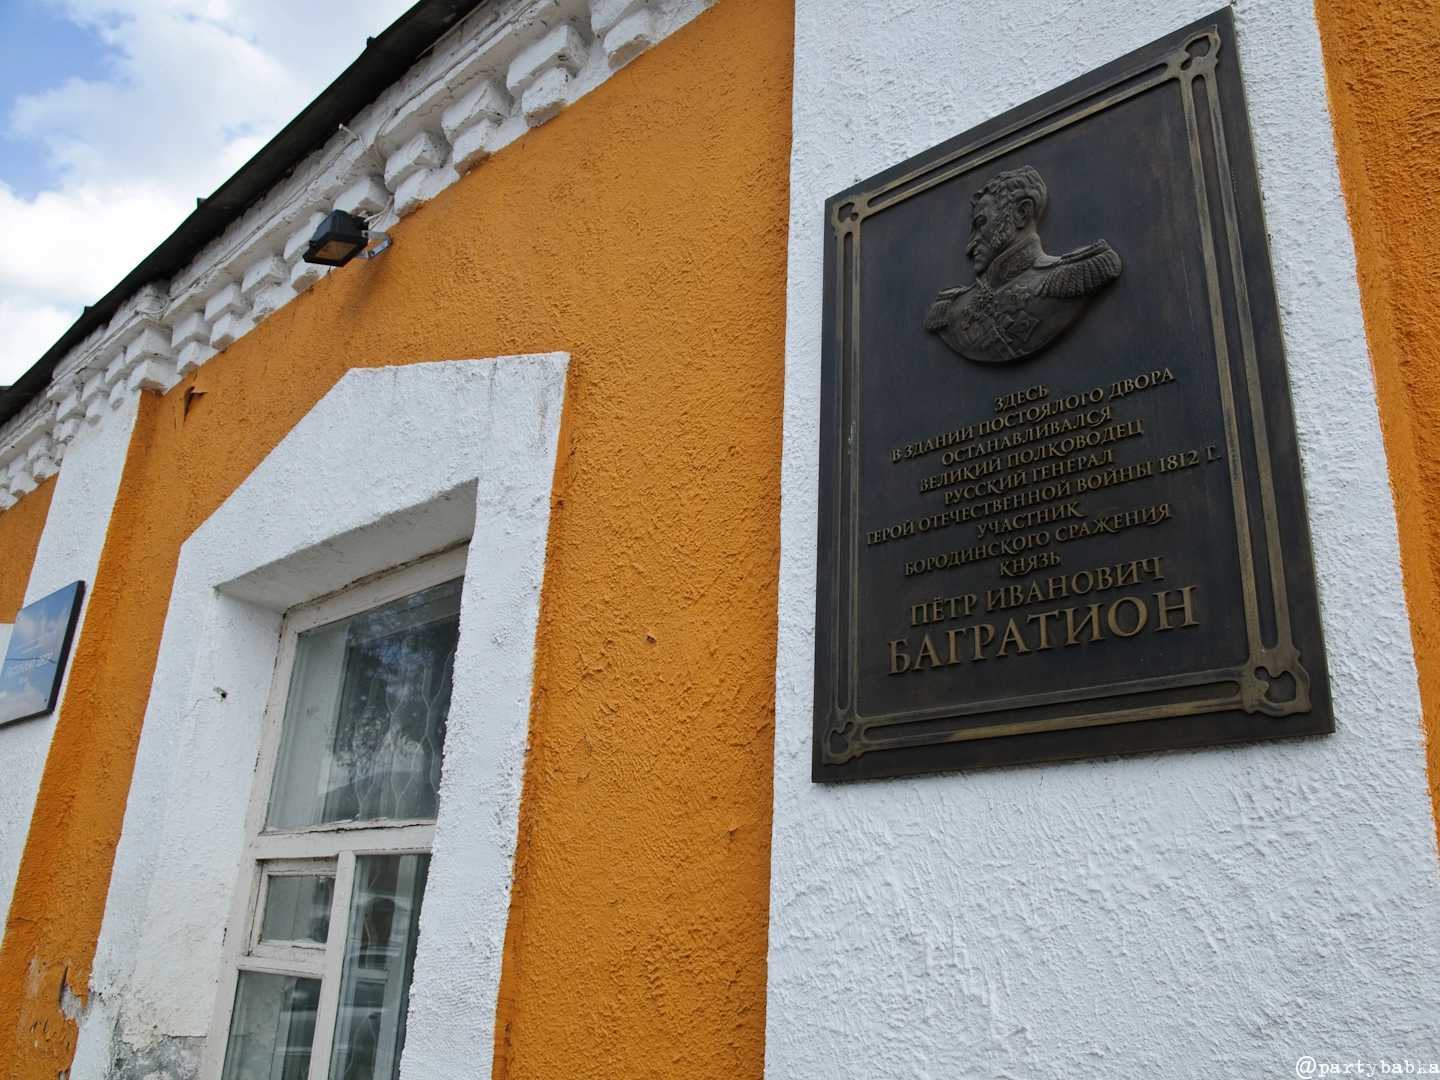 ЗДЕСЬ
В ЗДАНИИ ПОСТОЯЛОГО ДВОРА
ОСТАНАВЛИВАЛСЯ
ВЕЛИКИЙ ПОЛКОВОДЕЦ
РУССКИЙ ГЕНЕРАЛ
ГЕРОЙ ОТЕЧЕСТВЕННОЙ ВОЙНЫ 1812 Г.
УЧАСТНИК
БОРОДИНСКОГО СРАЖЕНИЯ
КНЯЗЬ
ПЁТР ИВАНОВИЧ
БАГРАТИОН
@partybabka